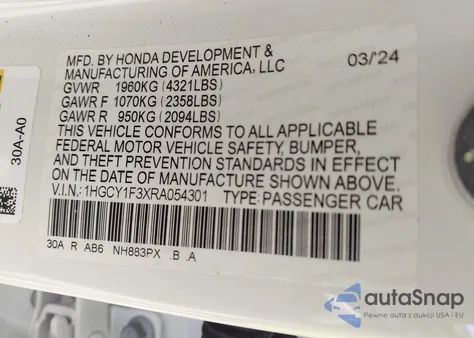 MFD. BY HONDA DEVELOPMENT & 03/24
MANUFACTURING OF AMERICA, LLC
GVWR 1960KG (4321LBS)
GAWR F 1070KG (2358LBS)
GAWR R 950KG (2094LBS)
THIS VEHICLE CONFORMS TO ALL APPLICABLE
FEDERAL MOTOR VEHICLE SAFETY, BUMPER,
AND THEFT PREVENTION STANDARDS IN EFFECT
ON THE DATE OF MANUFACTURE SHOWN ABOVE.
V.I.N.: 1HGCY1F3XRA054301 TYPE: PASSENGER CAR
30A R AB6 NH883PX .B .A
30A-A0
autoSnap
Pewne auta z aukcji USA i EU